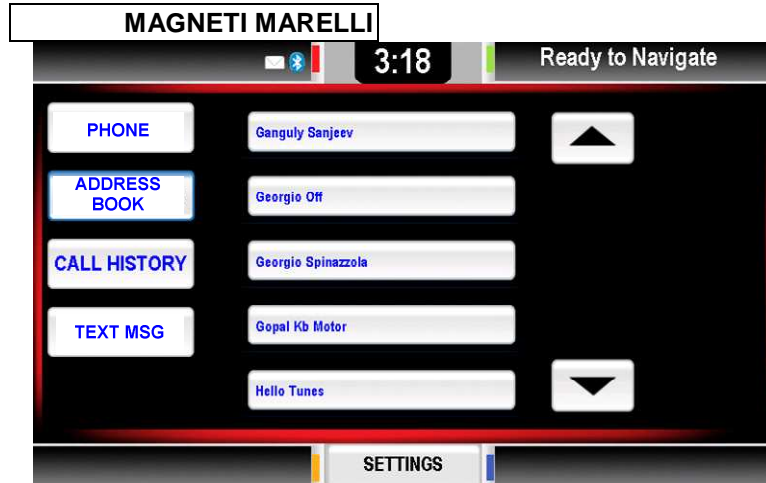 MAGNETI MARELLI
3:18
Ready to Navigate
PHONE
ADDRESS
BOOK
CALL HISTORY
TEXT MSG
Ganguly Sanjeev
Georgio Off
Georgio Spinazzola
Gopal Kb Motor
Hello Tunes
SETTINGS